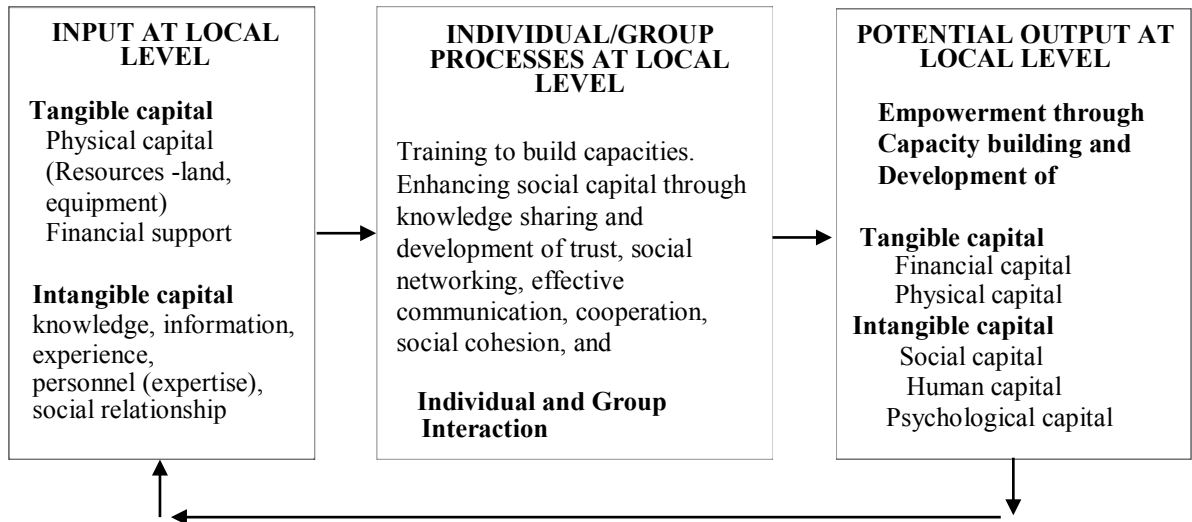 INPUT AT LOCAL
LEVEL
Tangible capital
Physical capital
(Resources -land,
equipment)
Financial support
Intangible capital
knowledge, information,
experience,
personnel (expertise),
social relationship
INDIVIDUAL/GROUP
PROCESSES AT LOCAL
LEVEL
Training to build capacities.
Enhancing social capital through
knowledge sharing and
development of trust, social
networking, effective
communication, cooperation,
social cohesion, and
Individual and Group
Interaction
POTENTIAL OUTPUT AT
LOCAL LEVEL
Empowerment through
Capacity building and
Development of
Tangible capital
Financial capital
Physical capital
Intangible capital
Social capital
Human capital
Psychological capital